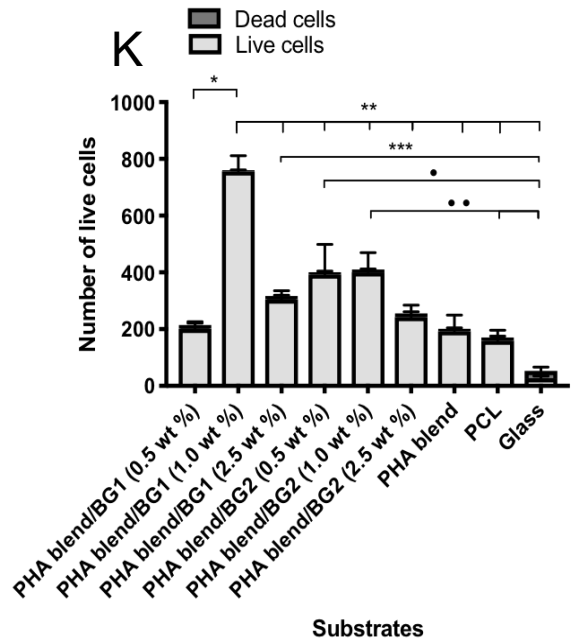 K
Dead cells
Live cells
*
**
***
•
• •
Number of live cells
1000
800
600
400
200
0
PHA blend/BG1 (0.5 wt %)
PHA blend/BG1 (1.0 wt %)
PHA blend/BG1 (2.5 wt %)
PHA blend/BG2 (0.5 wt %)
PHA blend/BG2 (1.0 wt %)
PHA blend/BG2 (2.5 wt %)
PHA blend
PCL
Glass
Substrates